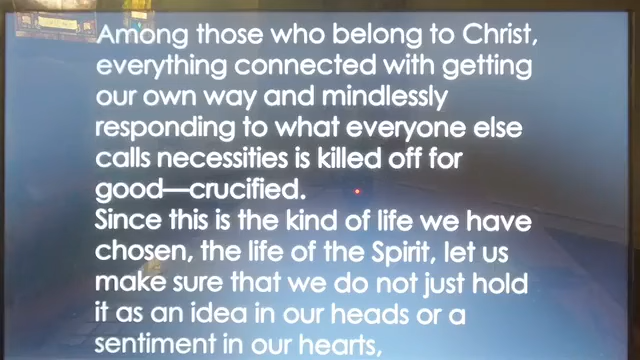 Among those who belong to Christ,
everything connected with getting
our own way and mindlessly
responding to what everyone else
calls necessities is killed off for
good—crucified.
Since this is the kind of life we have
chosen, the life of the Spirit, let us
make sure that we do not just hold
it as an idea in our heads or a
sentiment in our hearts,